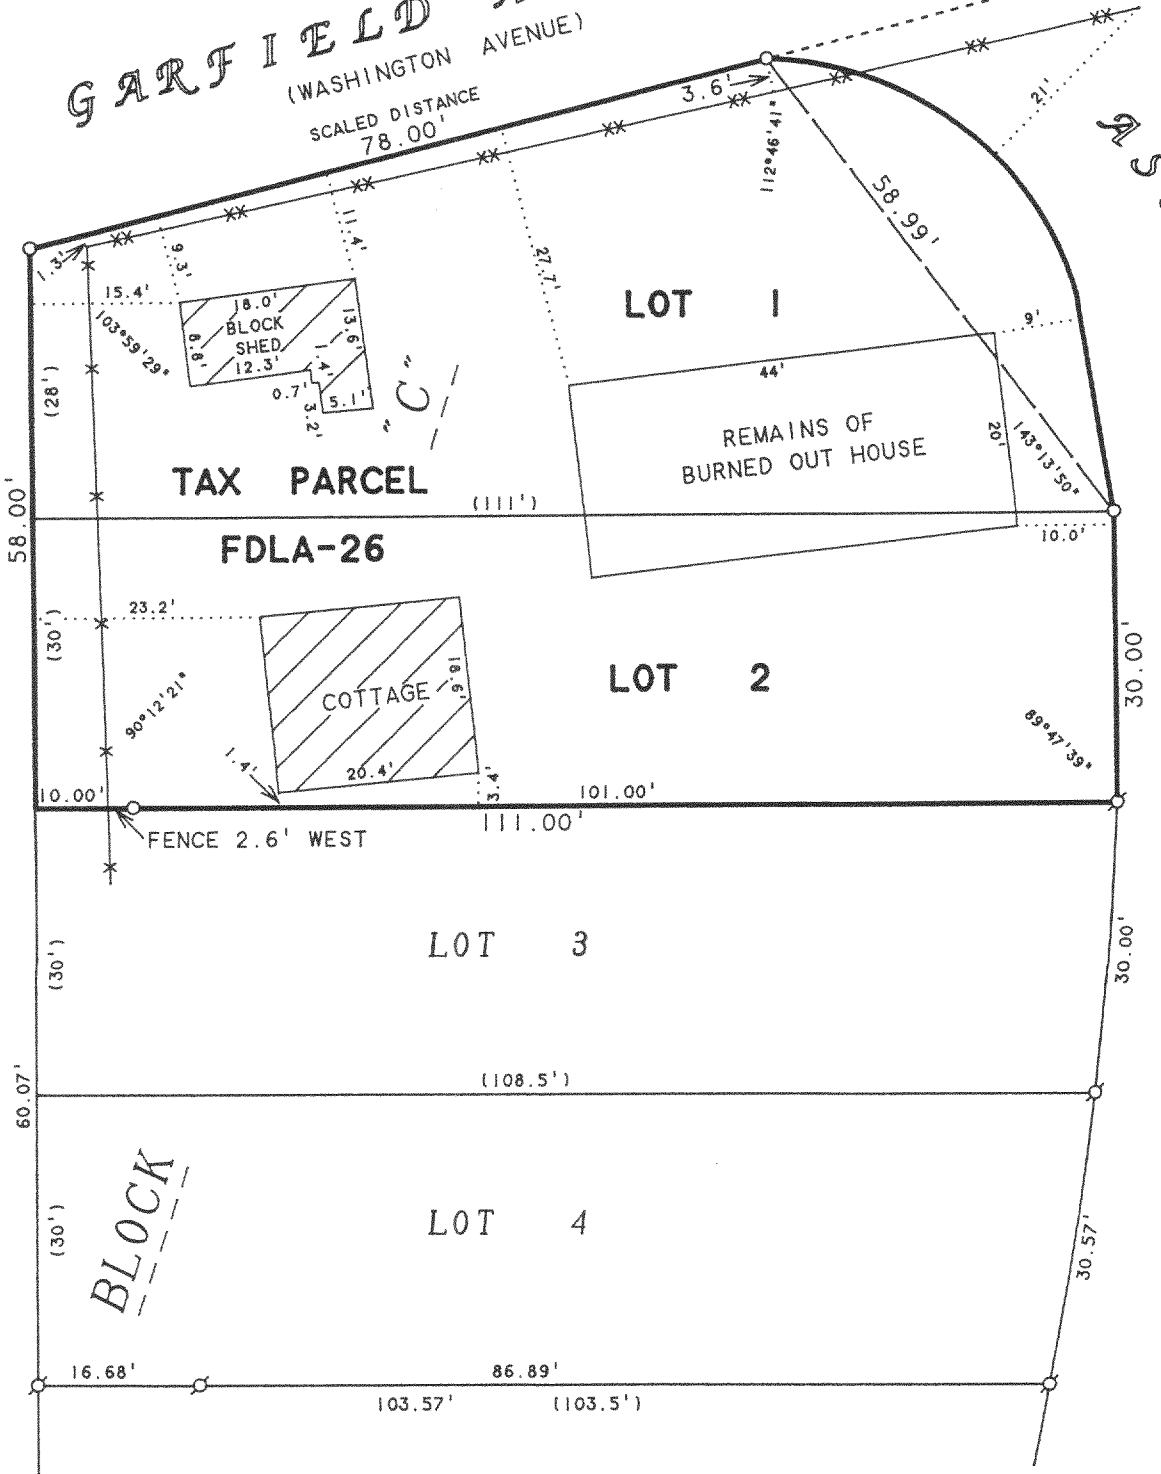 GARFIELD
(WASHINGTON AVENUE)
SCALED DISTANCE
78.00'
3.6'
112°46'41"
21'
AS
58.99'
1.3'
9.3'
11.4'
27.7'
15.4'
103°59'29"
18.0'
BLOCK
SHED
8.8'
13.6'
12.3'
1.4'
0.7'
3.2'
5.1'
"C"
LOT 1
9'
44'
20'
REMAINS OF
BURNED OUT HOUSE
143°13'50"
(28')
TAX PARCEL
(111')
58.00'
FDLA-26
10.0'
(30')
23.2'
COTTAGE
18.6'
20.4'
LOT 2
30.00'
90°12'21"
89°47'39"
1.4'
3.4'
10.00'
101.00'
111.00'
FENCE 2.6' WEST
LOT 3
(30')
30.00'
(108.5')
60.07'
BLOCK
LOT 4
(30')
30.57'
16.68'
86.89'
103.57' (103.5')